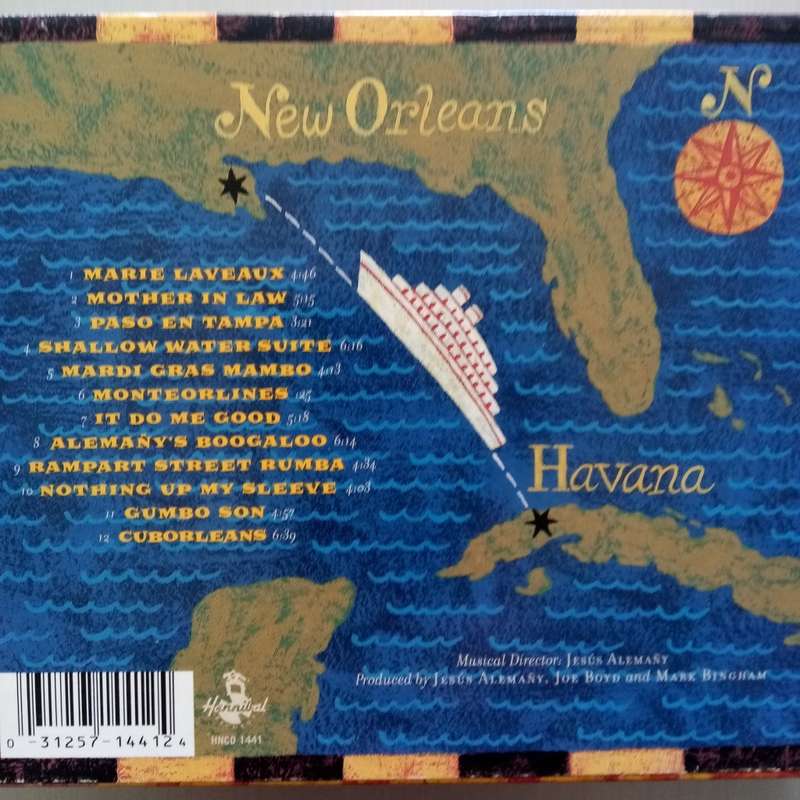 New Orleans
N
1 MARIE LAVEAUX 4:46
2 MOTHER IN LAW 5:15
3 PASO EN TAMPA 3:21
4 SHALLOW WATER SUITE 6:16
5 MARDI GRAS MAMBO 4:13
6 MONTEORLINES :25
7 IT DO ME GOOD 5:18
8 ALEMAÑY'S BOOGALOO 6:14
9 RAMPART STREET RUMBA 4:34
10 NOTHING UP MY SLEEVE 4:03
11 GUMBO SON 4:57
12 CUBORLEANS 6:39
Havana
Musical Director: JESÚS ALEMAÑY
Produced by JESÚS ALEMAÑY, JOE BOYD and MARK BINGHAM
Hannibal
HNCD 1441
0 31257-14412 4